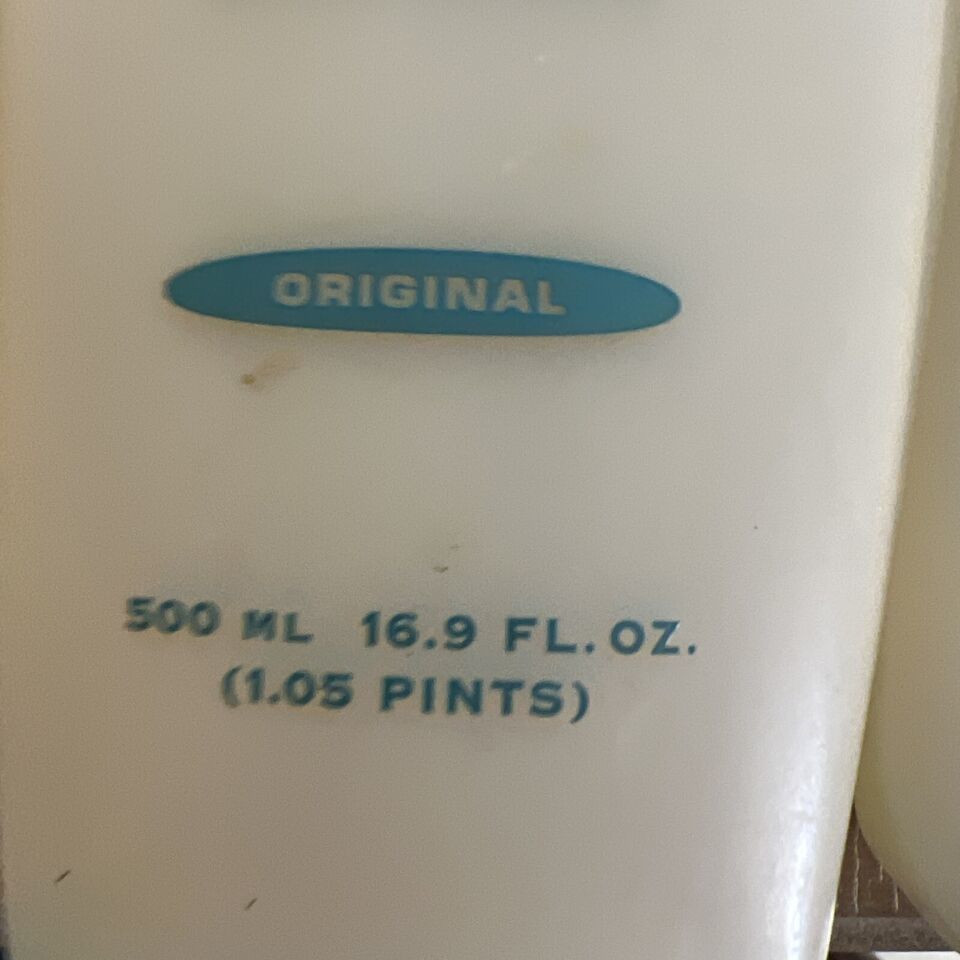 ORIGINAL
500 ML 16.9 FL. OZ.
(1.05 PINTS)